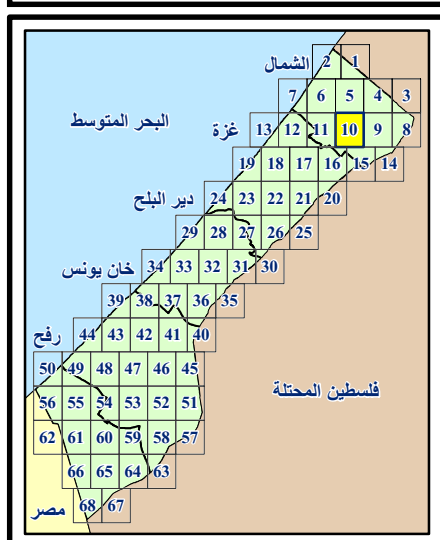 الشمال 2 1
7 6 5 4 3
البحر المتوسط
غزة 13 12 11 10 9 8
19 18 17 16 15 14
دير البلح
24 23 22 21 20
29 28 27 26 25
خان يونس 34 33 32 31 30
39 38 37 36 35
رفح 44 43 42 41 40
50 49 48 47 46 45
فلسطين المحتلة
56 55 54 53 52 51
62 61 60 59 58 57
66 65 64 63
مصر 68 67